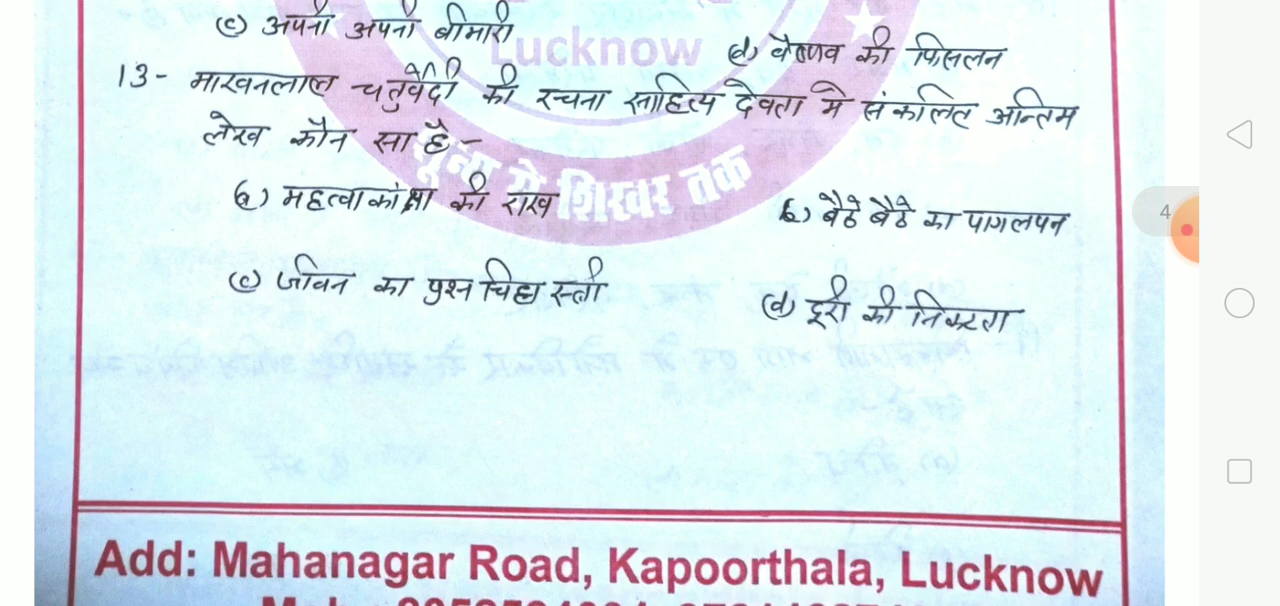 (c) अपनी अपनी बीमारी
Lucknow
(d) वैष्णव की फिसलन
13- माखनलाल चतुर्वेदी की रचना साहित्य देवता मे संकलित अन्तिम
लेख कौन सा है -
शून्य से शिखर तक
(a) महत्वाकांक्षा की राख
(b) बैठे बैठे का पागलपन
4
(c) जीवन का प्रश्न चिह्न स्त्री
(d) दूरी की निकटता
Add: Mahanagar Road, Kapoorthala, Lucknow